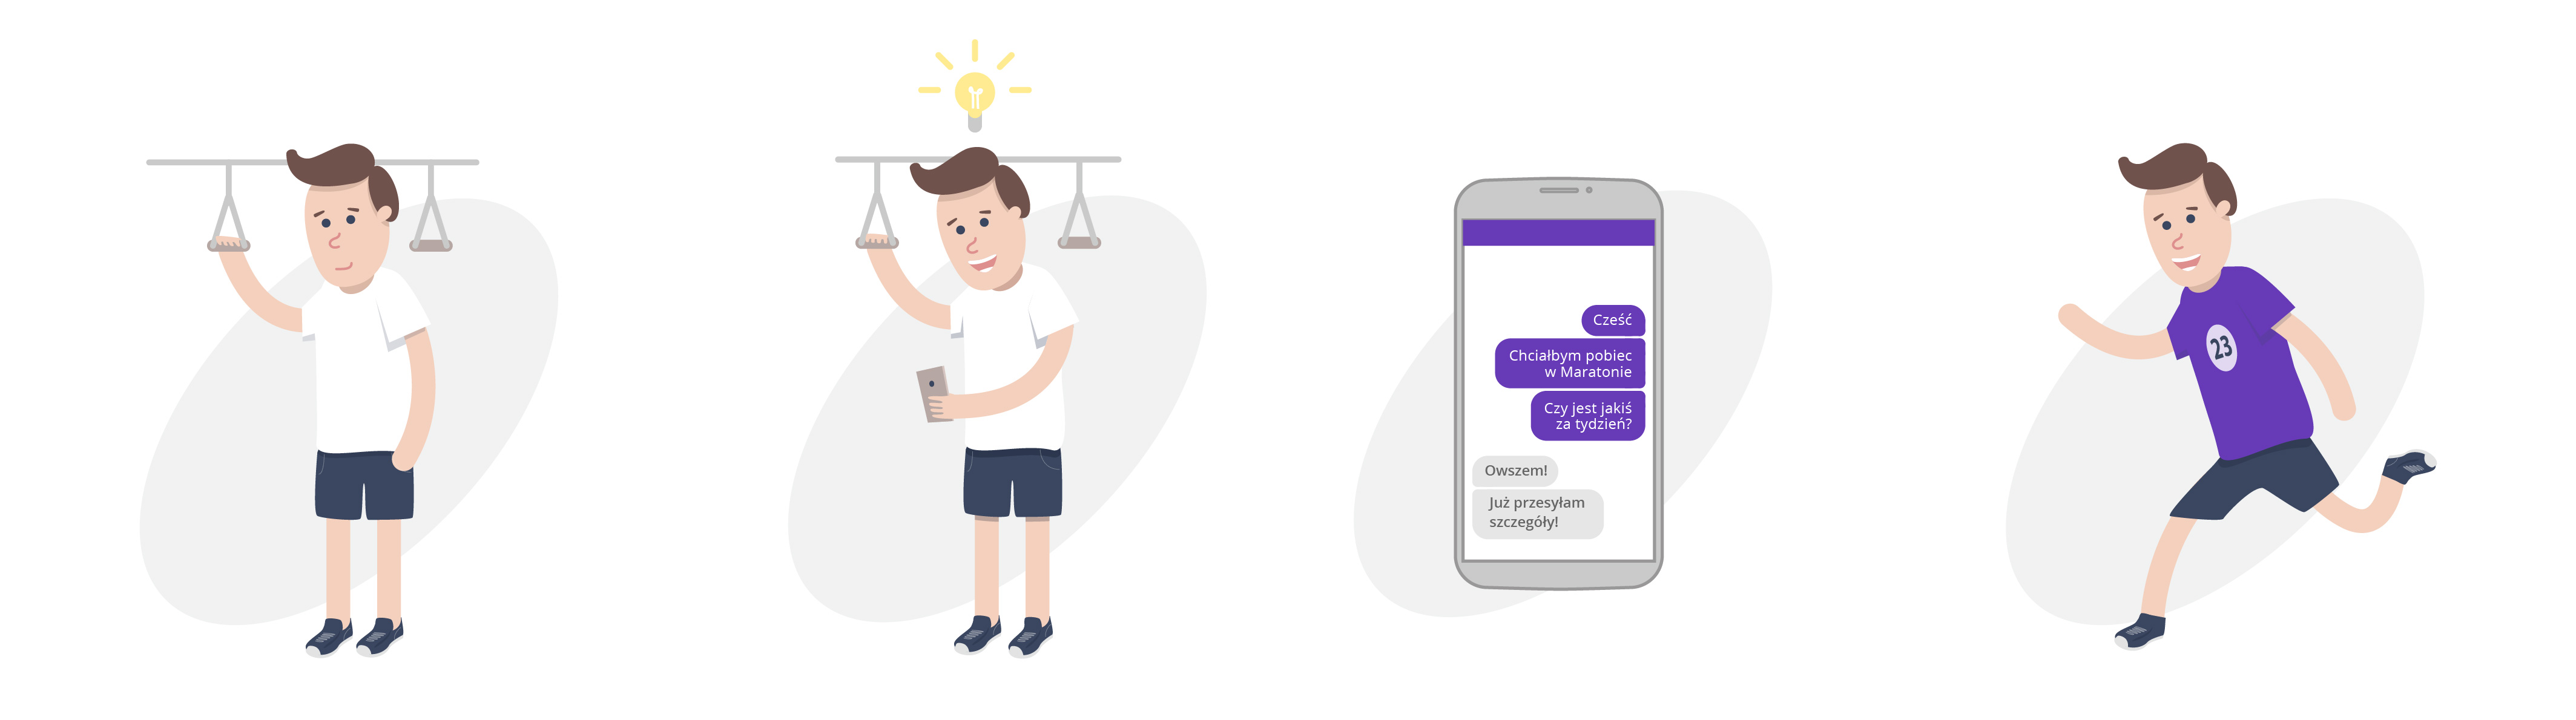 Cześć
Chciałbym pobiec
w Maratonie
Czy jest jakiś
za tydzień?
Owszem!
Już przesyłam
szczegóły!
23